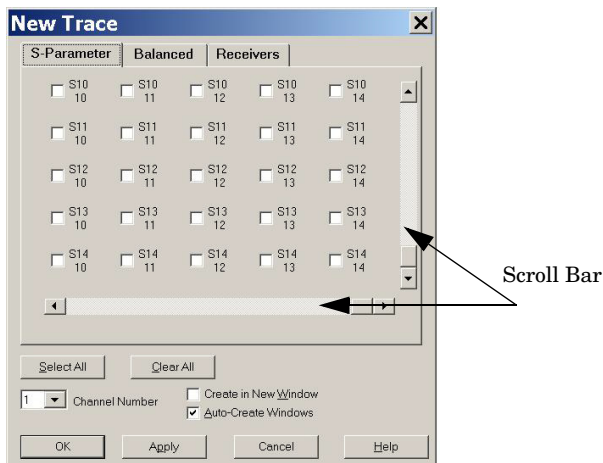 New Trace
S-Parameter Balanced Receivers
S10 S10 S10 S10 S10
10 11 12 13 14
S11 S11 S11 S11 S11
10 11 12 13 14
S12 S12 S12 S12 S12
10 11 12 13 14
S13 S13 S13 S13 S13
10 11 12 13 14
S14 S14 S14 S14 S14
10 11 12 13 14
Scroll Bar
Select All Clear All
1 Channel Number
Create in New Window
Auto-Create Windows
OK Apply Cancel Help